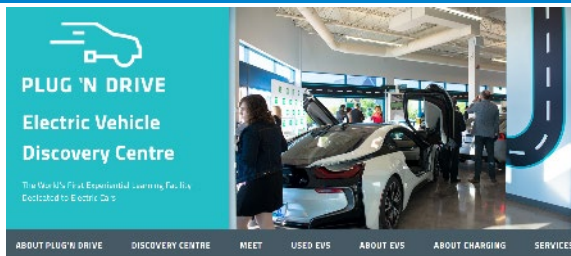 PLUG 'N DRIVE
Electric Vehicle
Discovery Centre
The World's First Experiential Learning Facility
Dedicated to Electric Cars
ABOUT PLUG'N DRIVE DISCOVERY CENTRE MEET USED EVS ABOUT EVS ABOUT CHARGING SERVICES